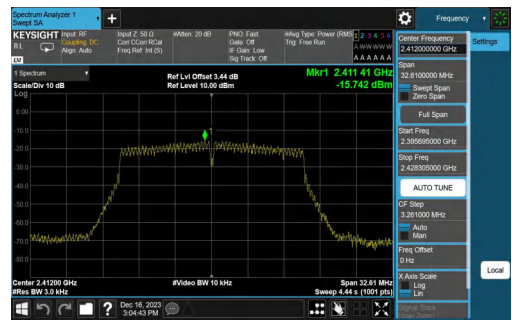 Spectrum Analyzer 1
Swept SA
Frequency
KEYSIGHT
RL
Input: RF
Coupling: DC
Align: Auto
Input Z: 50 Ω
Corr CCorr RCal
Freq Ref: Int (S)
#Atten: 20 dB
PNO: Fast
Gate: Off
IF Gain: Low
Sig Track: Off
#Avg Type: Power (RMS
Trig: Free Run
1 2 3 4 5 6
A W W W W W
A A A A A A
LV
1 Spectrum
Scale/Div 10 dB
Ref Lvl Offset 3.44 dB
Ref Level 10.00 dBm
Mkr1 2.411 41 GHz
-15.742 dBm
Log
0.00
-10.0
-20.0
-30.0
-40.0
-50.0
-60.0
-70.0
-80.0
1
Center 2.41200 GHz
#Res BW 3.0 kHz
#Video BW 10 kHz
Span 32.61 MHz
Sweep 4.44 s (1001 pts)
Center Frequency
2.412000000 GHz
Settings
Span
32.6100000 MHz
Swept Span
Zero Span
Full Span
Start Freq
2.395695000 GHz
Stop Freq
2.428305000 GHz
AUTO TUNE
CF Step
3.261000 MHz
Auto
Man
Freq Offset
0 Hz
X Axis Scale
Log
Lin
Local
Signal Track
(Span Zoom)
?
Dec 16, 2023
3:04:43 PM